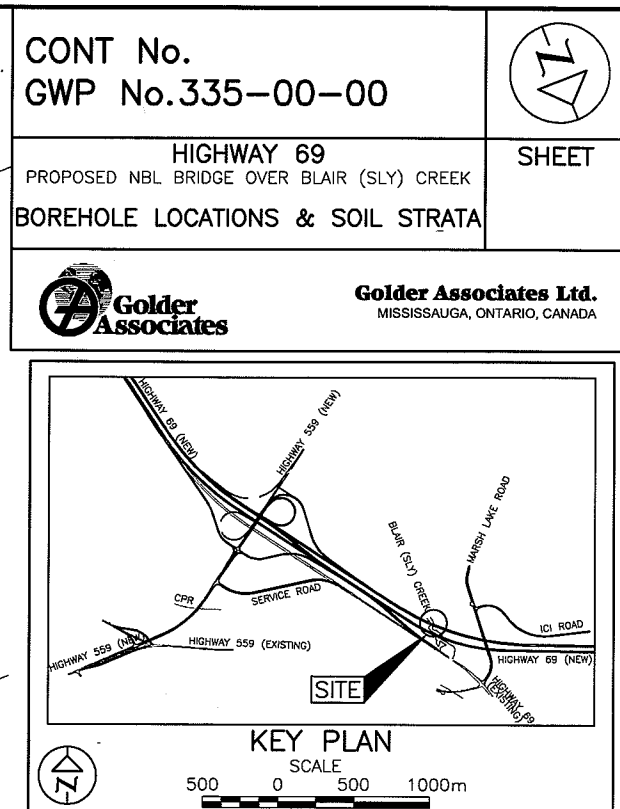 CONT No.
GWP No.335-00-00
HIGHWAY 69
PROPOSED NBL BRIDGE OVER BLAIR (SLY) CREEK
BOREHOLE LOCATIONS & SOIL STRATA
SHEET
N
Golder
Associates
Golder Associates Ltd.
MISSISSAUGA, ONTARIO, CANADA
HIGHWAY 69 (NEW)
HIGHWAY 559 (NEW)
MARSH LAKE ROAD
BLAIR (SLY) CREEK
CPR
SERVICE ROAD
ICI ROAD
HIGHWAY 559 (NEW)
HIGHWAY 559 (EXISTING)
HIGHWAY 69 (NEW)
HIGHWAY 69
(EXISTING)
SITE
KEY PLAN
SCALE
N
500 0 500 1000m